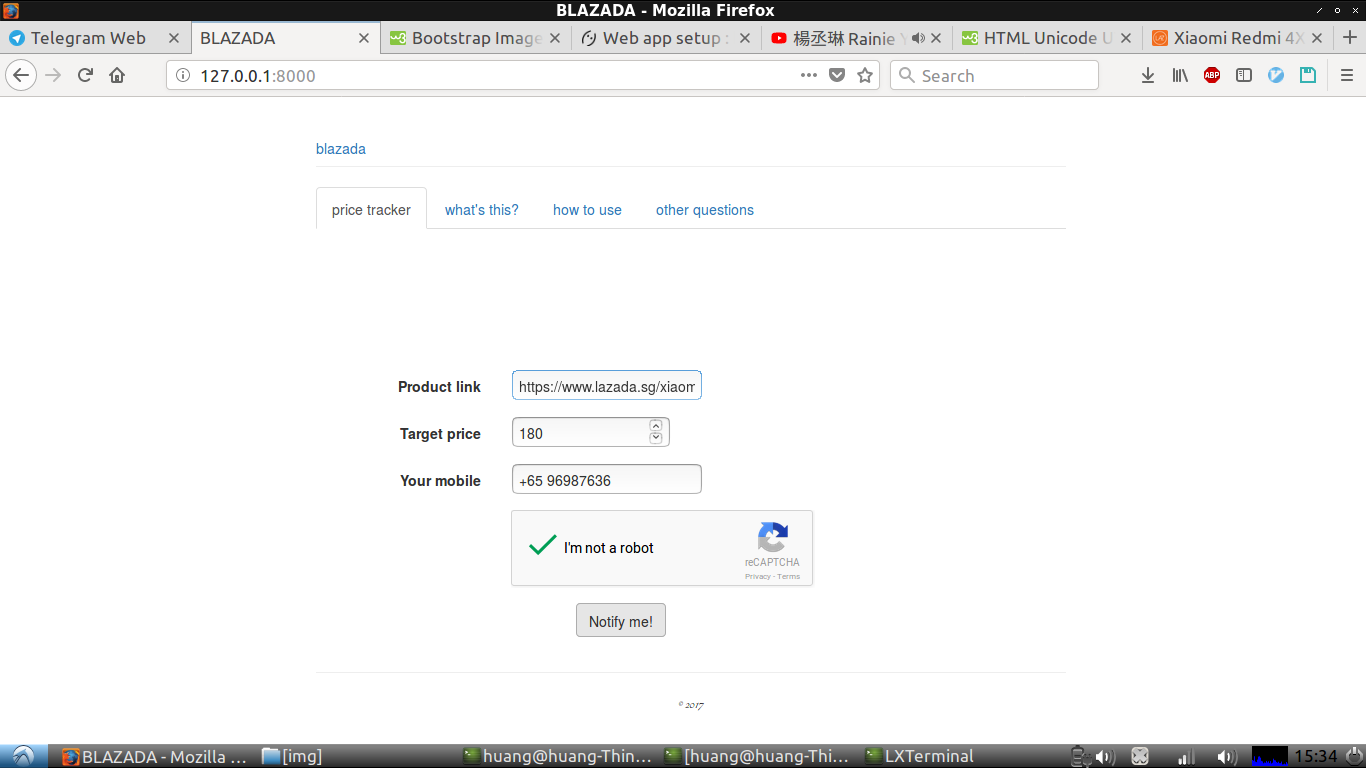 BLAZADA - Mozilla Firefox
Telegram Web
BLAZADA
Bootstrap Image
Web app setup :
楊丞琳 Rainie Y
HTML Unicode U
Xiaomi Redmi 4X
127.0.0.1:8000
Search
ABP
blazada
price tracker
what's this?
how to use
other questions
Product link
https://www.lazada.sg/xiaom
Target price
180
Your mobile
+65 96987636
I'm not a robot
reCAPTCHA
Privacy - Terms
Notify me!
© 2017
BLAZADA - Mozilla ...
[img]
huang@huang-Thin...
[huang@huang-Thi...
LXTerminal
15:34